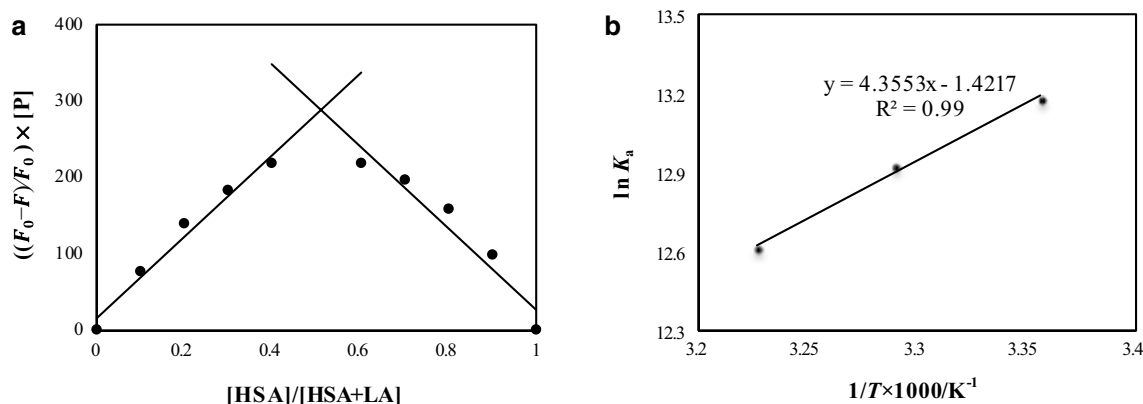 a
((F₀−F)/F₀) × [P]
400
300
200
100
0
0
0.2
0.4
0.6
0.8
1
[HSA]/[HSA+LA]
b
ln Kₐ
13.5
13.2
12.9
12.6
12.3
y = 4.3553x - 1.4217
R² = 0.99
3.2
3.25
3.3
3.35
3.4
1/T×1000/K⁻¹